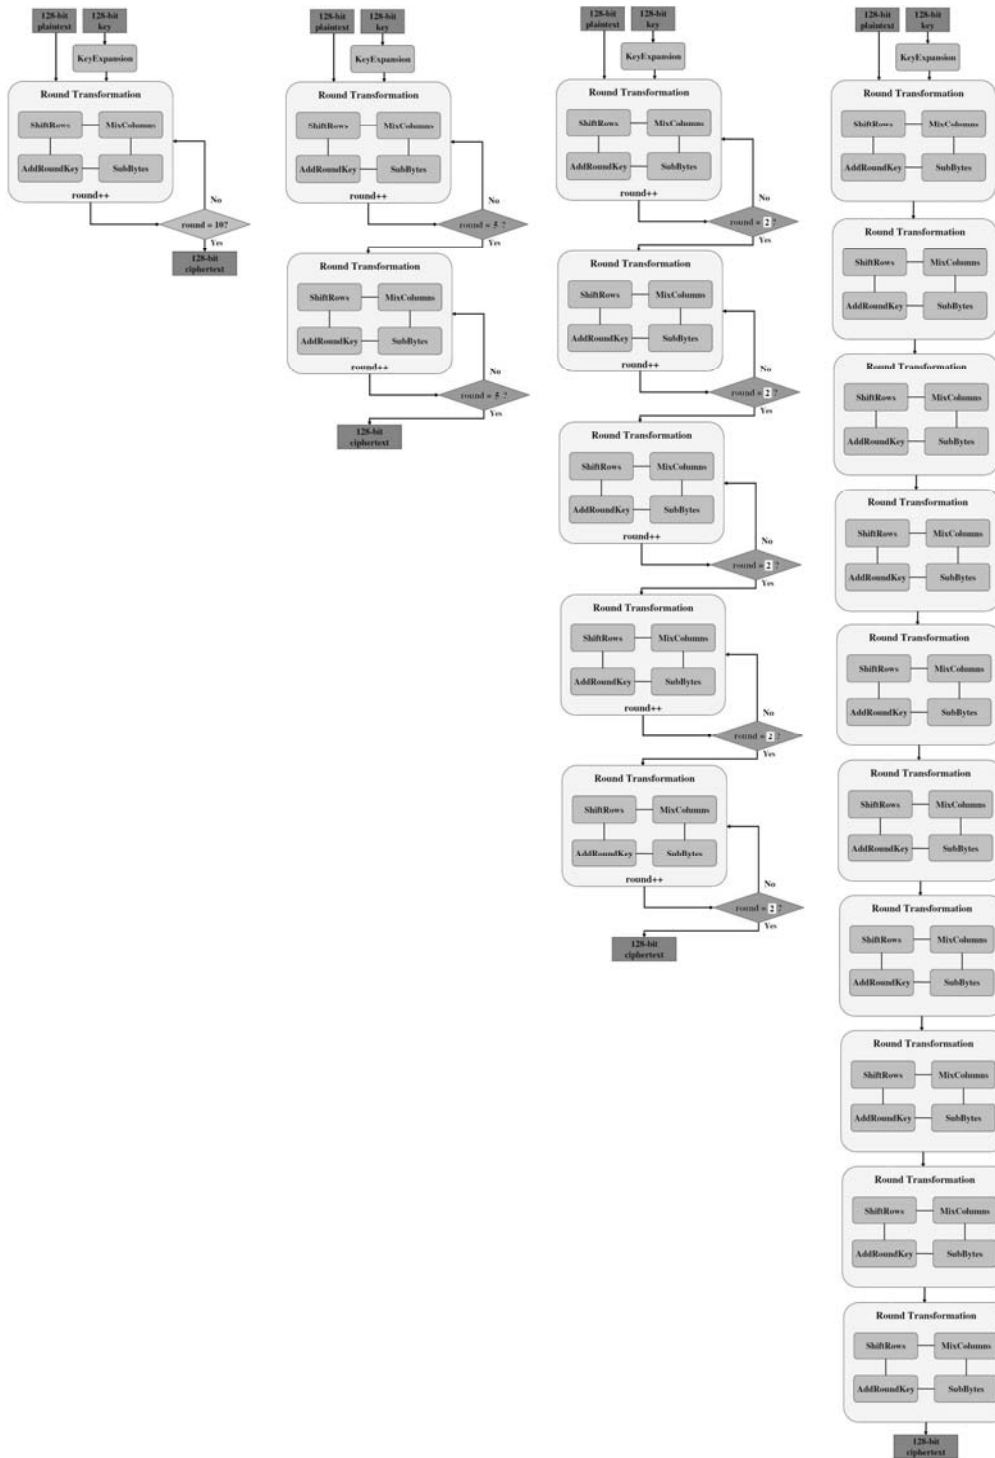 128-bit
plaintext
128-bit
key
KeyExpansion
Round Transformation
ShiftRows
MixColumns
AddRoundKey
SubBytes
round++
No
round = 10?
Yes
128-bit
ciphertext
128-bit
plaintext
128-bit
key
KeyExpansion
Round Transformation
ShiftRows
MixColumns
AddRoundKey
SubBytes
round++
No
round = 5 ?
Yes
Round Transformation
ShiftRows
MixColumns
AddRoundKey
SubBytes
round++
No
round = 5 ?
Yes
128-bit
ciphertext
128-bit
plaintext
128-bit
key
KeyExpansion
Round Transformation
ShiftRows
MixColumns
AddRoundKey
SubBytes
round++
No
round = 2 ?
Yes
Round Transformation
ShiftRows
MixColumns
AddRoundKey
SubBytes
round++
No
round = 2 ?
Yes
Round Transformation
ShiftRows
MixColumns
AddRoundKey
SubBytes
round++
No
round = 2 ?
Yes
Round Transformation
ShiftRows
MixColumns
AddRoundKey
SubBytes
round++
No
round = 2 ?
Yes
Round Transformation
ShiftRows
MixColumns
AddRoundKey
SubBytes
round++
No
round = 2 ?
Yes
128-bit
ciphertext
128-bit
plaintext
128-bit
key
KeyExpansion
Round Transformation
ShiftRows
MixColumns
AddRoundKey
SubBytes
Round Transformation
ShiftRows
MixColumns
AddRoundKey
SubBytes
Round Transformation
ShiftRows
MixColumns
AddRoundKey
SubBytes
Round Transformation
ShiftRows
MixColumns
AddRoundKey
SubBytes
Round Transformation
ShiftRows
MixColumns
AddRoundKey
SubBytes
Round Transformation
ShiftRows
MixColumns
AddRoundKey
SubBytes
Round Transformation
ShiftRows
MixColumns
AddRoundKey
SubBytes
Round Transformation
ShiftRows
MixColumns
AddRoundKey
SubBytes
Round Transformation
ShiftRows
MixColumns
AddRoundKey
SubBytes
Round Transformation
ShiftRows
MixColumns
AddRoundKey
SubBytes
128-bit
ciphertext